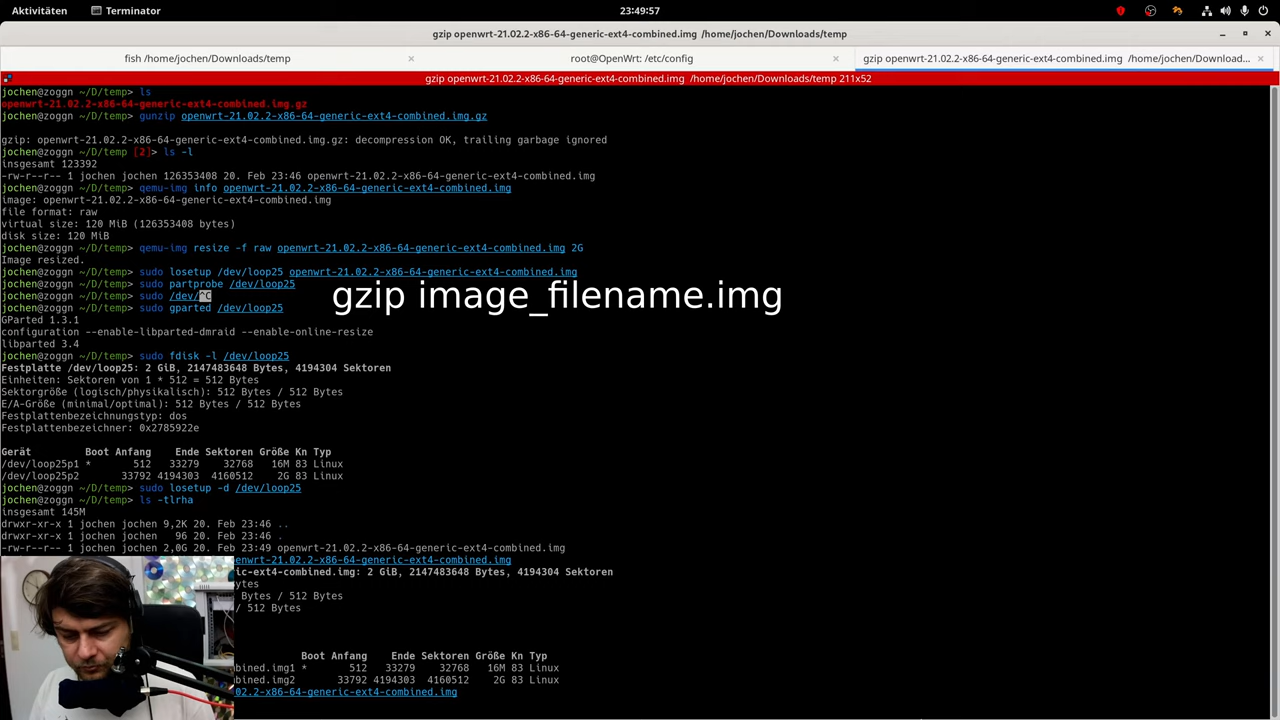 Aktivitäten
Terminator
23:49:57
gzip openwrt-21.02.2-x86-64-generic-ext4-combined.img /home/jochen/Downloads/temp
fish /home/jochen/Downloads/temp
root@OpenWrt: /etc/config
gzip openwrt-21.02.2-x86-64-generic-ext4-combined.img /home/jochen/Download...
gzip openwrt-21.02.2-x86-64-generic-ext4-combined.img /home/jochen/Downloads/temp 211x52
jochen@zoggn ~/D/temp> ls
openwrt-21.02.2-x86-64-generic-ext4-combined.img.gz
jochen@zoggn ~/D/temp> gunzip openwrt-21.02.2-x86-64-generic-ext4-combined.img.gz
gzip: openwrt-21.02.2-x86-64-generic-ext4-combined.img.gz: decompression OK, trailing garbage ignored
jochen@zoggn ~/D/temp [2]> ls -l
insgesamt 123392
-rw-r--r-- 1 jochen jochen 126353408 20. Feb 23:46 openwrt-21.02.2-x86-64-generic-ext4-combined.img
jochen@zoggn ~/D/temp> qemu-img info openwrt-21.02.2-x86-64-generic-ext4-combined.img
image: openwrt-21.02.2-x86-64-generic-ext4-combined.img
file format: raw
virtual size: 120 MiB (126353408 bytes)
disk size: 120 MiB
jochen@zoggn ~/D/temp> qemu-img resize -f raw openwrt-21.02.2-x86-64-generic-ext4-combined.img 2G
Image resized.
jochen@zoggn ~/D/temp> sudo losetup /dev/loop25 openwrt-21.02.2-x86-64-generic-ext4-combined.img
jochen@zoggn ~/D/temp> sudo partprobe /dev/loop25
jochen@zoggn ~/D/temp> sudo /dev/^C
gzip image_filename.img
jochen@zoggn ~/D/temp> sudo gparted /dev/loop25
GParted 1.3.1
configuration --enable-libparted-dmraid --enable-online-resize
libparted 3.4
jochen@zoggn ~/D/temp> sudo fdisk -l /dev/loop25
Festplatte /dev/loop25: 2 GiB, 2147483648 Bytes, 4194304 Sektoren
Einheiten: Sektoren von 1 * 512 = 512 Bytes
Sektorgröße (logisch/physikalisch): 512 Bytes / 512 Bytes
E/A-Größe (minimal/optimal): 512 Bytes / 512 Bytes
Festplattenbezeichnungstyp: dos
Festplattenbezeichner: 0x2785922e
Gerät Boot Anfang Ende Sektoren Größe Kn Typ
/dev/loop25p1 * 512 33279 32768 16M 83 Linux
/dev/loop25p2 33792 4194303 4160512 2G 83 Linux
jochen@zoggn ~/D/temp> sudo losetup -d /dev/loop25
jochen@zoggn ~/D/temp> ls -tlrha
insgesamt 145M
drwxr-xr-x 1 jochen jochen 9,2K 20. Feb 23:46 ..
drwxr-xr-x 1 jochen jochen 96 20. Feb 23:46 .
-rw-r--r-- 1 jochen jochen 2,0G 20. Feb 23:49 openwrt-21.02.2-x86-64-generic-ext4-combined.img
openwrt-21.02.2-x86-64-generic-ext4-combined.img
ic-ext4-combined.img: 2 GiB, 2147483648 Bytes, 4194304 Sektoren
ytes
Bytes / 512 Bytes
/ 512 Bytes
Boot Anfang Ende Sektoren Größe Kn Typ
bined.img1 * 512 33279 32768 16M 83 Linux
bined.img2 33792 4194303 4160512 2G 83 Linux
02.2-x86-64-generic-ext4-combined.img